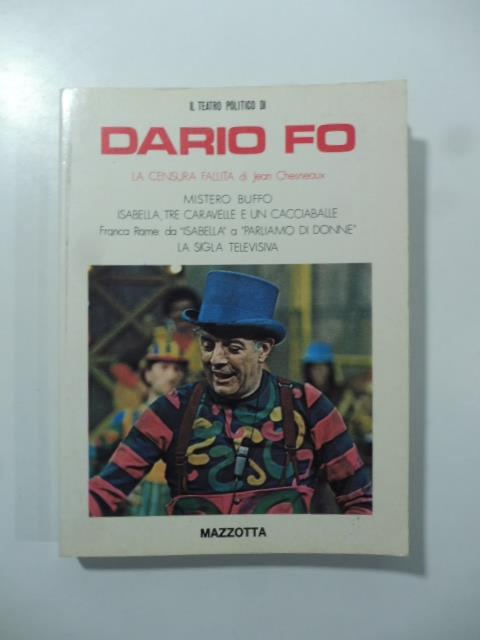 IL TEATRO POLITICO DI
DARIO FO
LA CENSURA FALLITA di Jean Chesneaux
MISTERO BUFFO
ISABELLA, TRE CARAVELLE E UN CACCIABALLE
Franca Rame: da "ISABELLA" a "PARLIAMO DI DONNE"
LA SIGLA TELEVISIVA
MAZZOTTA